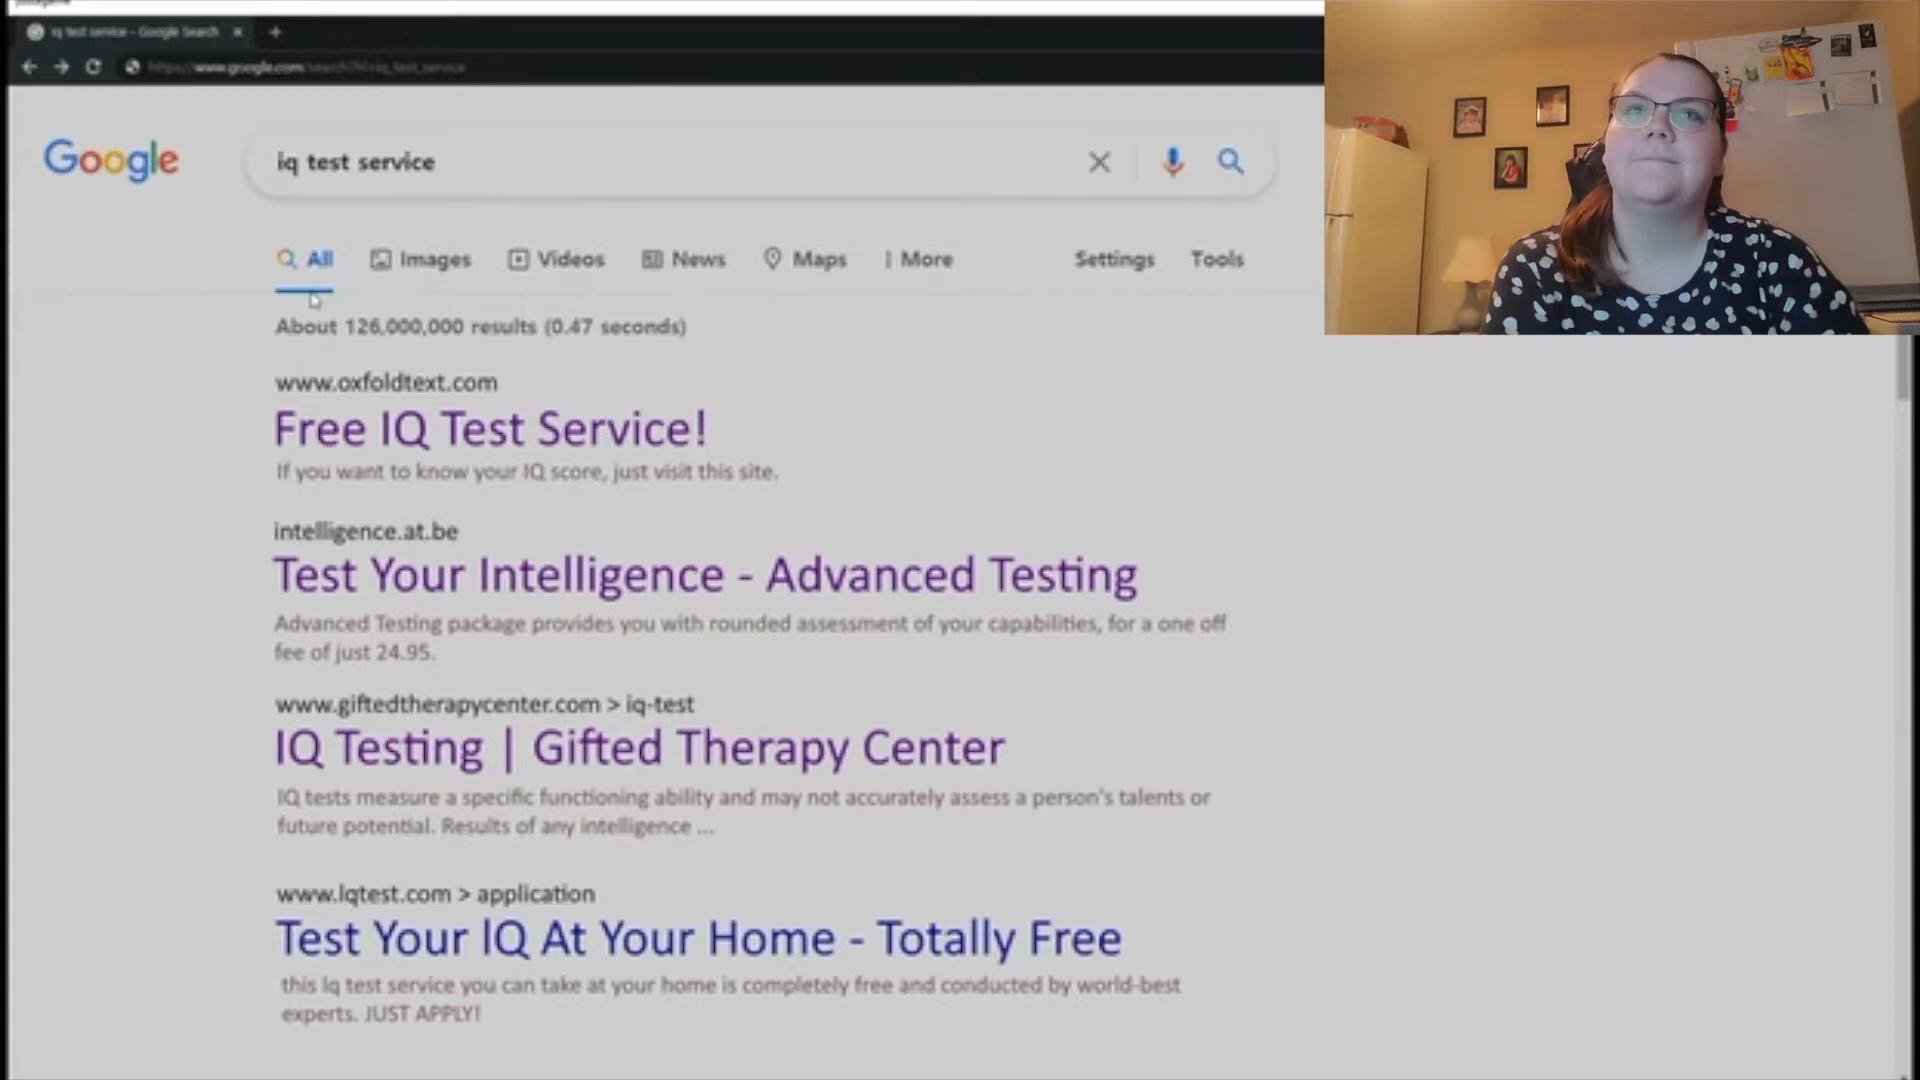 iq test service - Google Search
https://www.google.com/search?hl=iq_test_service
Google
iq test service
All Images Videos News Maps More Settings Tools
About 126,000,000 results (0.47 seconds)
www.oxfoldtext.com
Free IQ Test Service!
If you want to know your IQ score, just visit this site.
intelligence.at.be
Test Your Intelligence - Advanced Testing
Advanced Testing package provides you with rounded assessment of your capabilities, for a one off
fee of just 24.95.
www.giftedtherapycenter.com > iq-test
IQ Testing | Gifted Therapy Center
IQ tests measure a specific functioning ability and may not accurately assess a person's talents or
future potential. Results of any intelligence ...
www.lqtest.com > application
Test Your lQ At Your Home - Totally Free
this lq test service you can take at your home is completely free and conducted by world-best
experts. JUST APPLY!